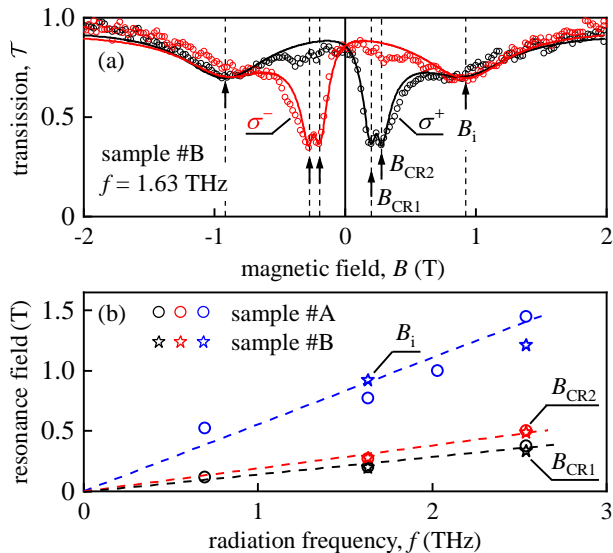 1.0
(a)
σ⁻
σ⁺
B_i
0.5
sample #B
f = 1.63 THz
B_CR2
B_CR1
0
-2 -1 0 1 2
transission, 𝒯
magnetic field, B (T)
1.5
(b)
sample #A
sample #B
B_i
1.0
B_CR2
0.5
B_CR1
0
0 1 2 3
resonance field (T)
radiation frequency, f (THz)